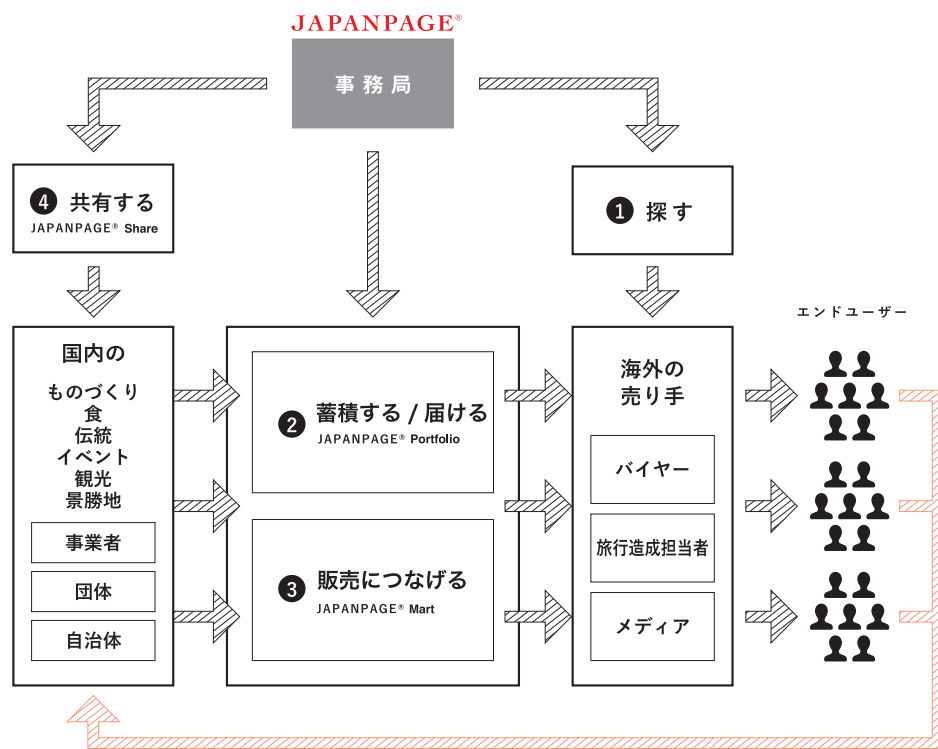 JAPANPAGE®
事務局
❹ 共有する
JAPANPAGE® Share
❶ 探す
国内の
ものづくり
食
伝統
イベント
観光
景勝地
事業者
団体
自治体
❷ 蓄積する / 届ける
JAPANPAGE® Portfolio
❸ 販売につなげる
JAPANPAGE® Mart
海外の
売り手
バイヤー
旅行造成担当者
メディア
エンドユーザー